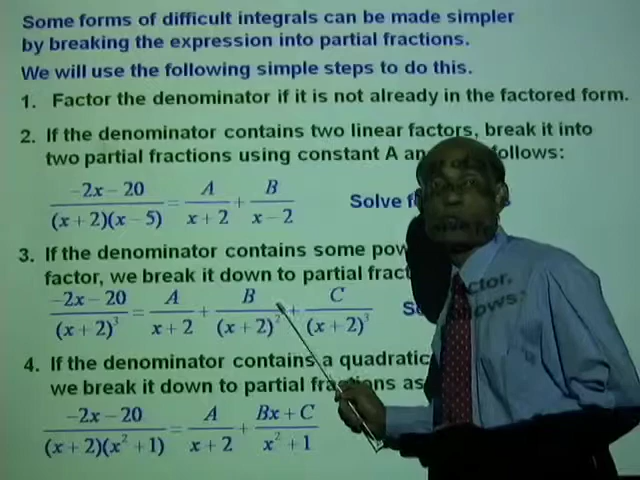 Some forms of difficult integrals can be made simpler
by breaking the expression into partial fractions.
We will use the following simple steps to do this.
1. Factor the denominator if it is not already in the factored form.
2. If the denominator contains two linear factors, break it into
two partial fractions using constant A an ollows:
-2x - 20 / (x + 2)(x - 5) = A / x + 2 + B / x - 2 Solve f
3. If the denominator contains some pow
factor, we break it down to partial fract ctor,
-2x - 20 / (x + 2)³ = A / x + 2 + B / (x + 2)² + C / (x + 2)³ So ows:
4. If the denominator contains a quadratic
we break it down to partial fractions as
-2x - 20 / (x + 2)(x² + 1) = A / x + 2 + Bx + C / x² + 1